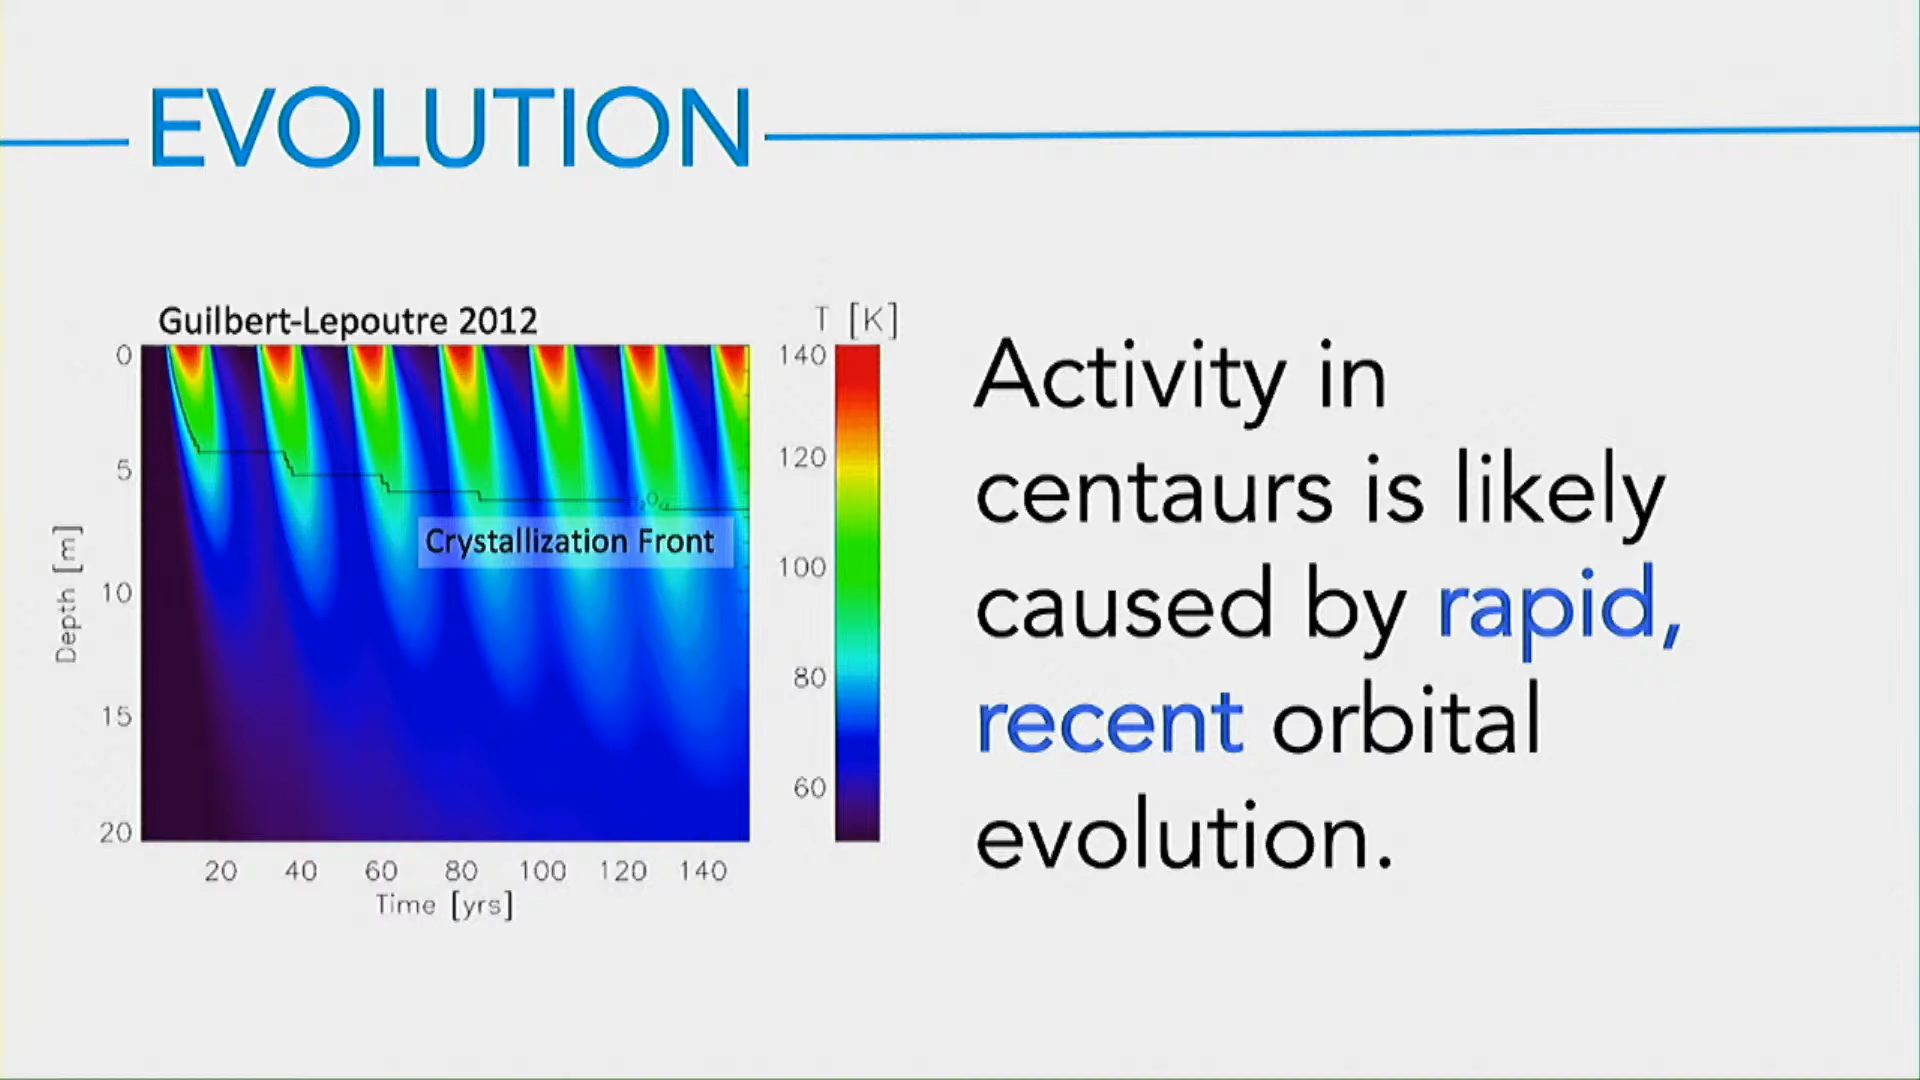 EVOLUTION
Guilbert-Lepoutre 2012
T [K]
0
5
10
15
20
Depth [m]
Crystallization Front
20 40 60 80 100 120 140
Time [yrs]
140
120
100
80
60
Activity in
centaurs is likely
caused by rapid,
recent orbital
evolution.